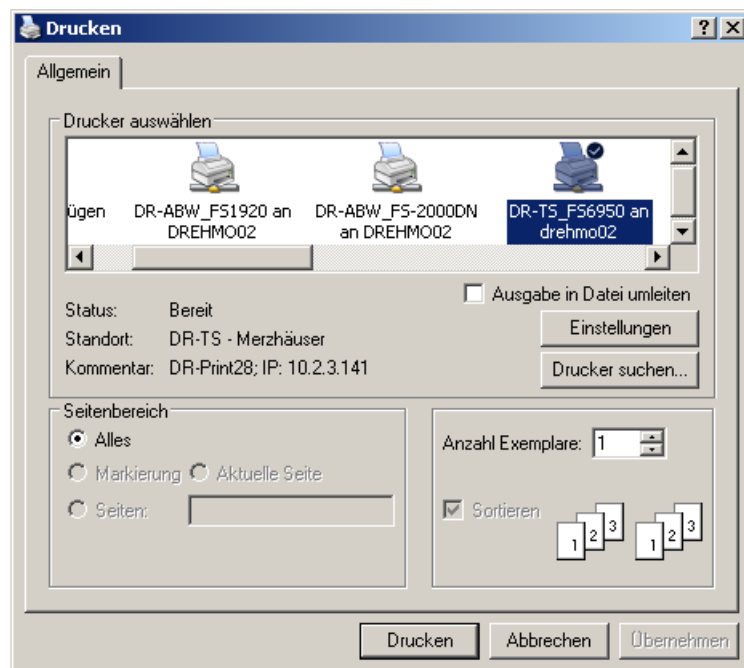 Drucken
Allgemein
Drucker auswählen
ügen
DR-ABW_FS1920 an
DREHMO02
DR-ABW_FS-2000DN
an DREHMO02
DR-TS_FS6950 an
drehmo02
Ausgabe in Datei umleiten
Status: Bereit
Standort: DR-TS - Merzhäuser
Kommentar: DR-Print28; IP: 10.2.3.141
Einstellungen
Drucker suchen...
Seitenbereich
Alles
Markierung Aktuelle Seite
Seiten:
Anzahl Exemplare: 1
Sortieren
1 2 3 1 2 3
Drucken Abbrechen Übernehmen